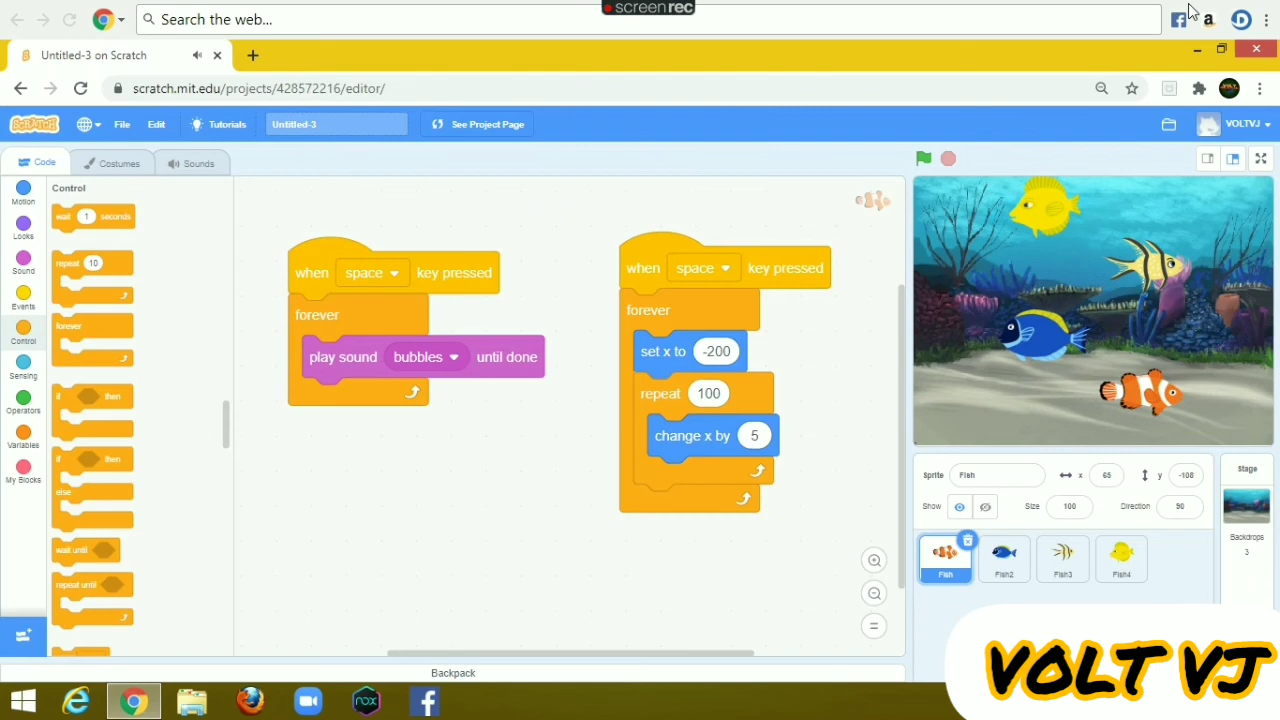 screenrec
Search the web...
Untitled-3 on Scratch
scratch.mit.edu/projects/428572216/editor/
SCRATCH File Edit Tutorials Untitled-3 See Project Page VOLTVJ
Code Costumes Sounds
Motion
Looks
Sound
Events
Control
Sensing
Operators
Variables
My Blocks
Control
wait 1 seconds
repeat 10
forever
if then
if then
else
wait until
repeat until
when space key pressed
forever
play sound bubbles until done
when space key pressed
forever
set x to -200
repeat 100
change x by 5
Sprite Fish x 65 y -108
Show Size 100 Direction 90
Fish Fish2 Fish3 Fish4
Stage
Backdrops
3
Backpack
VOLT VJ
nox